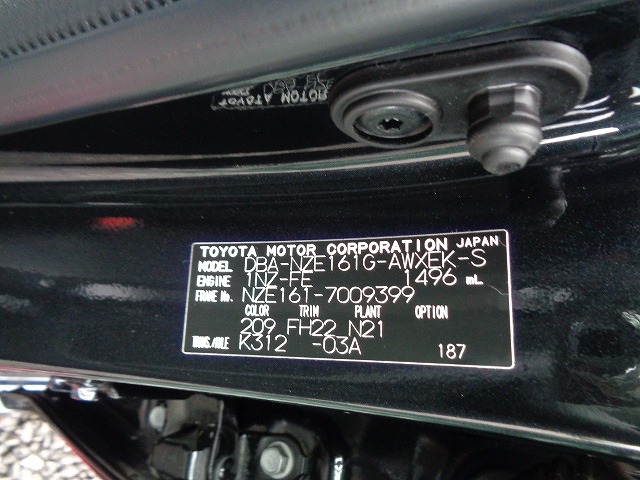 TOYOTA MOTOR CORPORATION JAPAN
MODEL DBA-NZE161G-AWXEK-S
ENGINE 1NZ-FE 1496 mL
FRAME No. NZE161-7009399
COLOR TRIM PLANT OPTION
209 FH22 N21
TRANS./AXLE K312 -03A 187